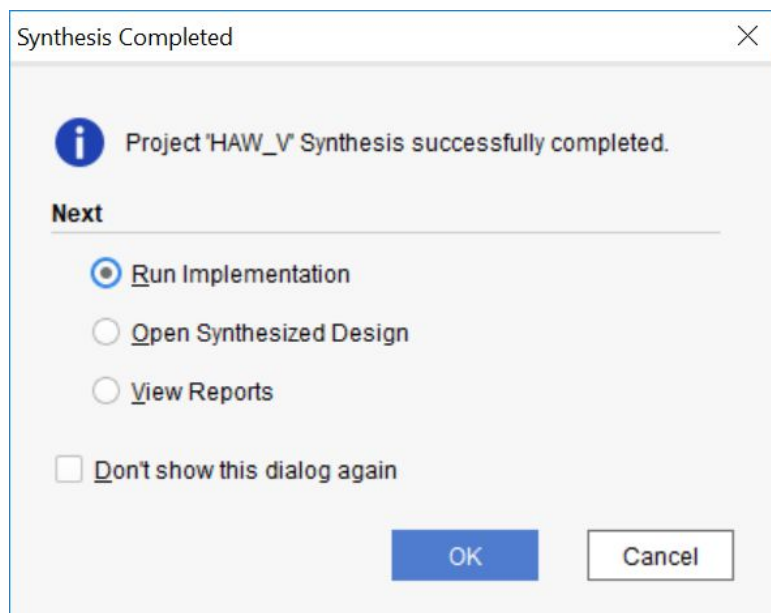 Synthesis Completed
Project 'HAW_V' Synthesis successfully completed.
Next
Run Implementation
Open Synthesized Design
View Reports
Don't show this dialog again
OK
Cancel